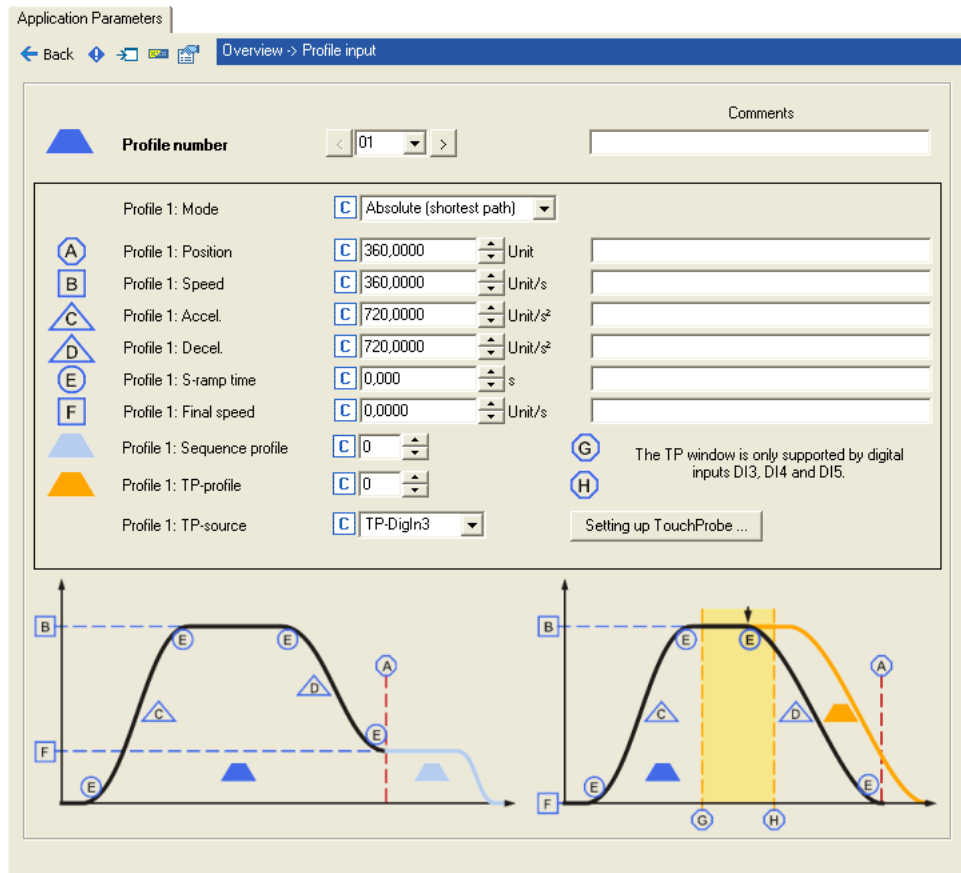 Application Parameters
Back
Overview -> Profile input
Comments
Profile number < 01 >
Profile 1: Mode C Absolute (shortest path)
A Profile 1: Position C 360,0000 Unit
B Profile 1: Speed C 360,0000 Unit/s
C Profile 1: Accel. C 720,0000 Unit/s²
D Profile 1: Decel. C 720,0000 Unit/s²
E Profile 1: S-ramp time C 0,000 s
F Profile 1: Final speed C 0,0000 Unit/s
Profile 1: Sequence profile C 0
G The TP window is only supported by digital
H inputs DI3, DI4 and DI5.
Profile 1: TP-profile C 0
Profile 1: TP-source C TP-DigIn3 Setting up TouchProbe ...
B E E C D A F E E
B E E C D A F E E G H